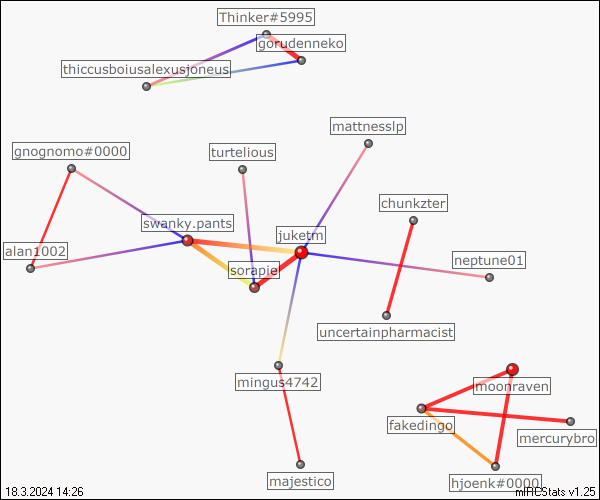 Thinker#5995
gorudenneko
thiccusboiusalexusjoneus
mattnesslp
gnognomo#0000
turtelious
chunkzter
swanky.pants
juketm
alan1002
sorapie
neptune01
uncertainpharmacist
mingus4742
moonraven
fakedingo
mercurybro
majestico
hjoenk#0000
18.3.2024 14:26
mIRCStats v1.25